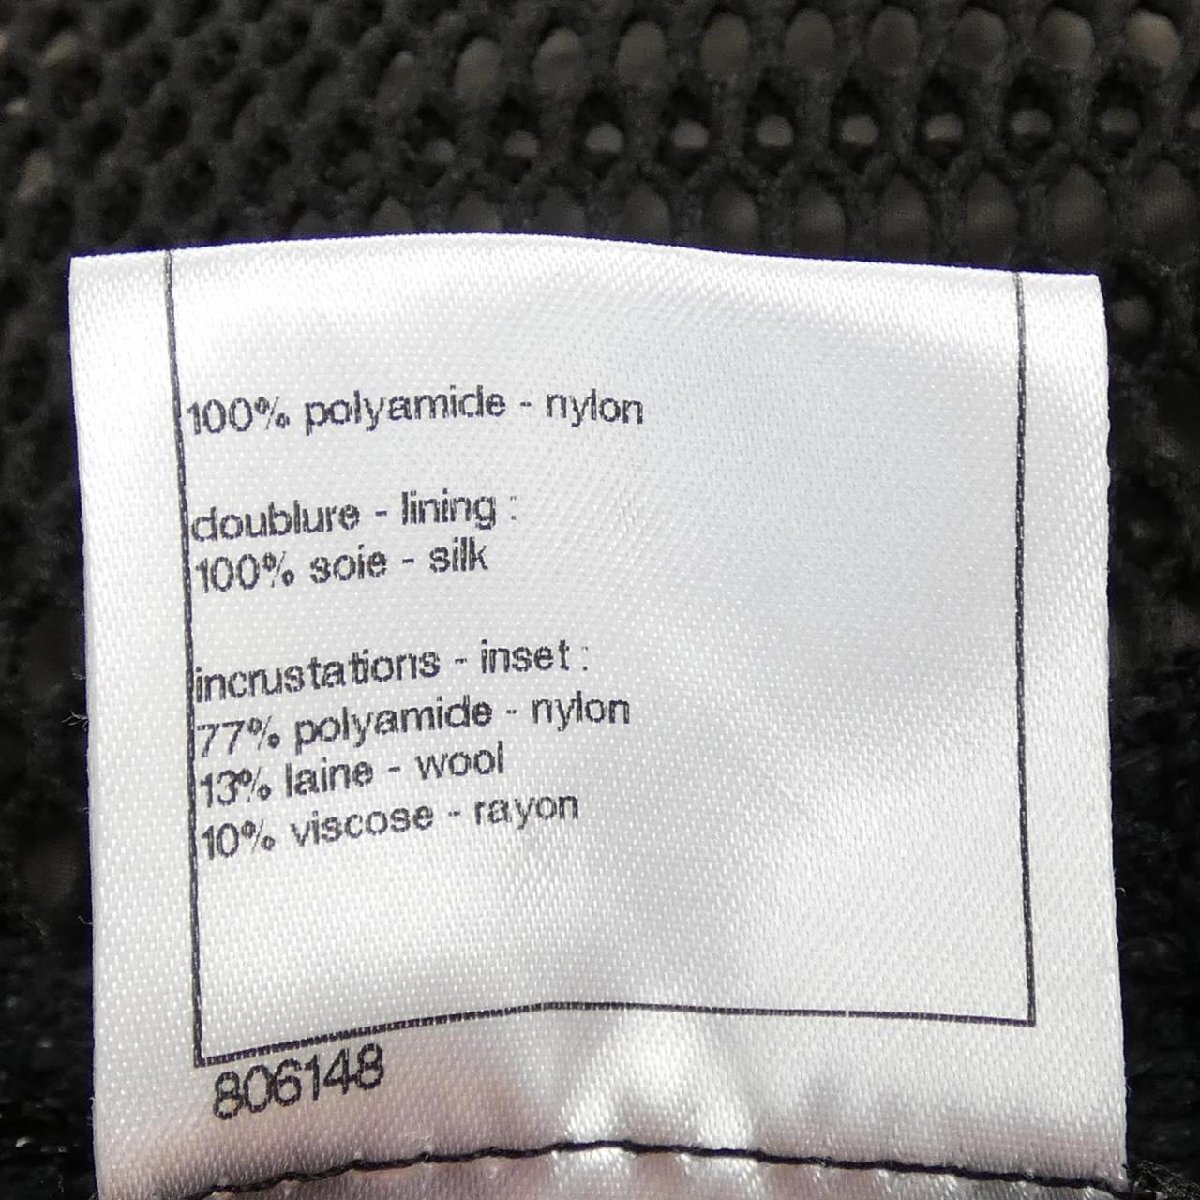 100% polyamide - nylon
doublure - lining :
100% soie - silk
incrustations - inset :
77% polyamide - nylon
13% laine - wool
10% viscose - rayon
806148